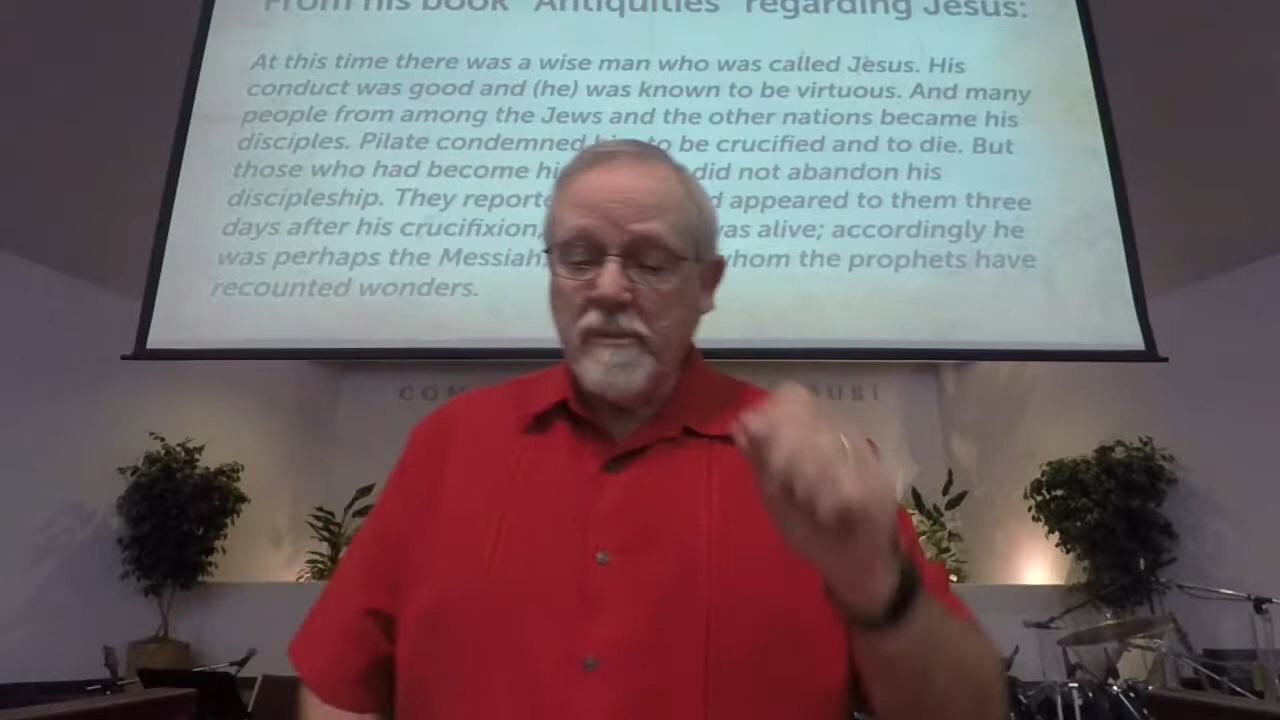 From his book "Antiquities" regarding Jesus:
At this time there was a wise man who was called Jesus. His
conduct was good and (he) was known to be virtuous. And many
people from among the Jews and the other nations became his
disciples. Pilate condemned to be crucified and to die. But
those who had become did not abandon his
discipleship. They appeared to them three
days after his crucifixion, alive; accordingly he
was perhaps the Messiah whom the prophets have
recounted wonders.